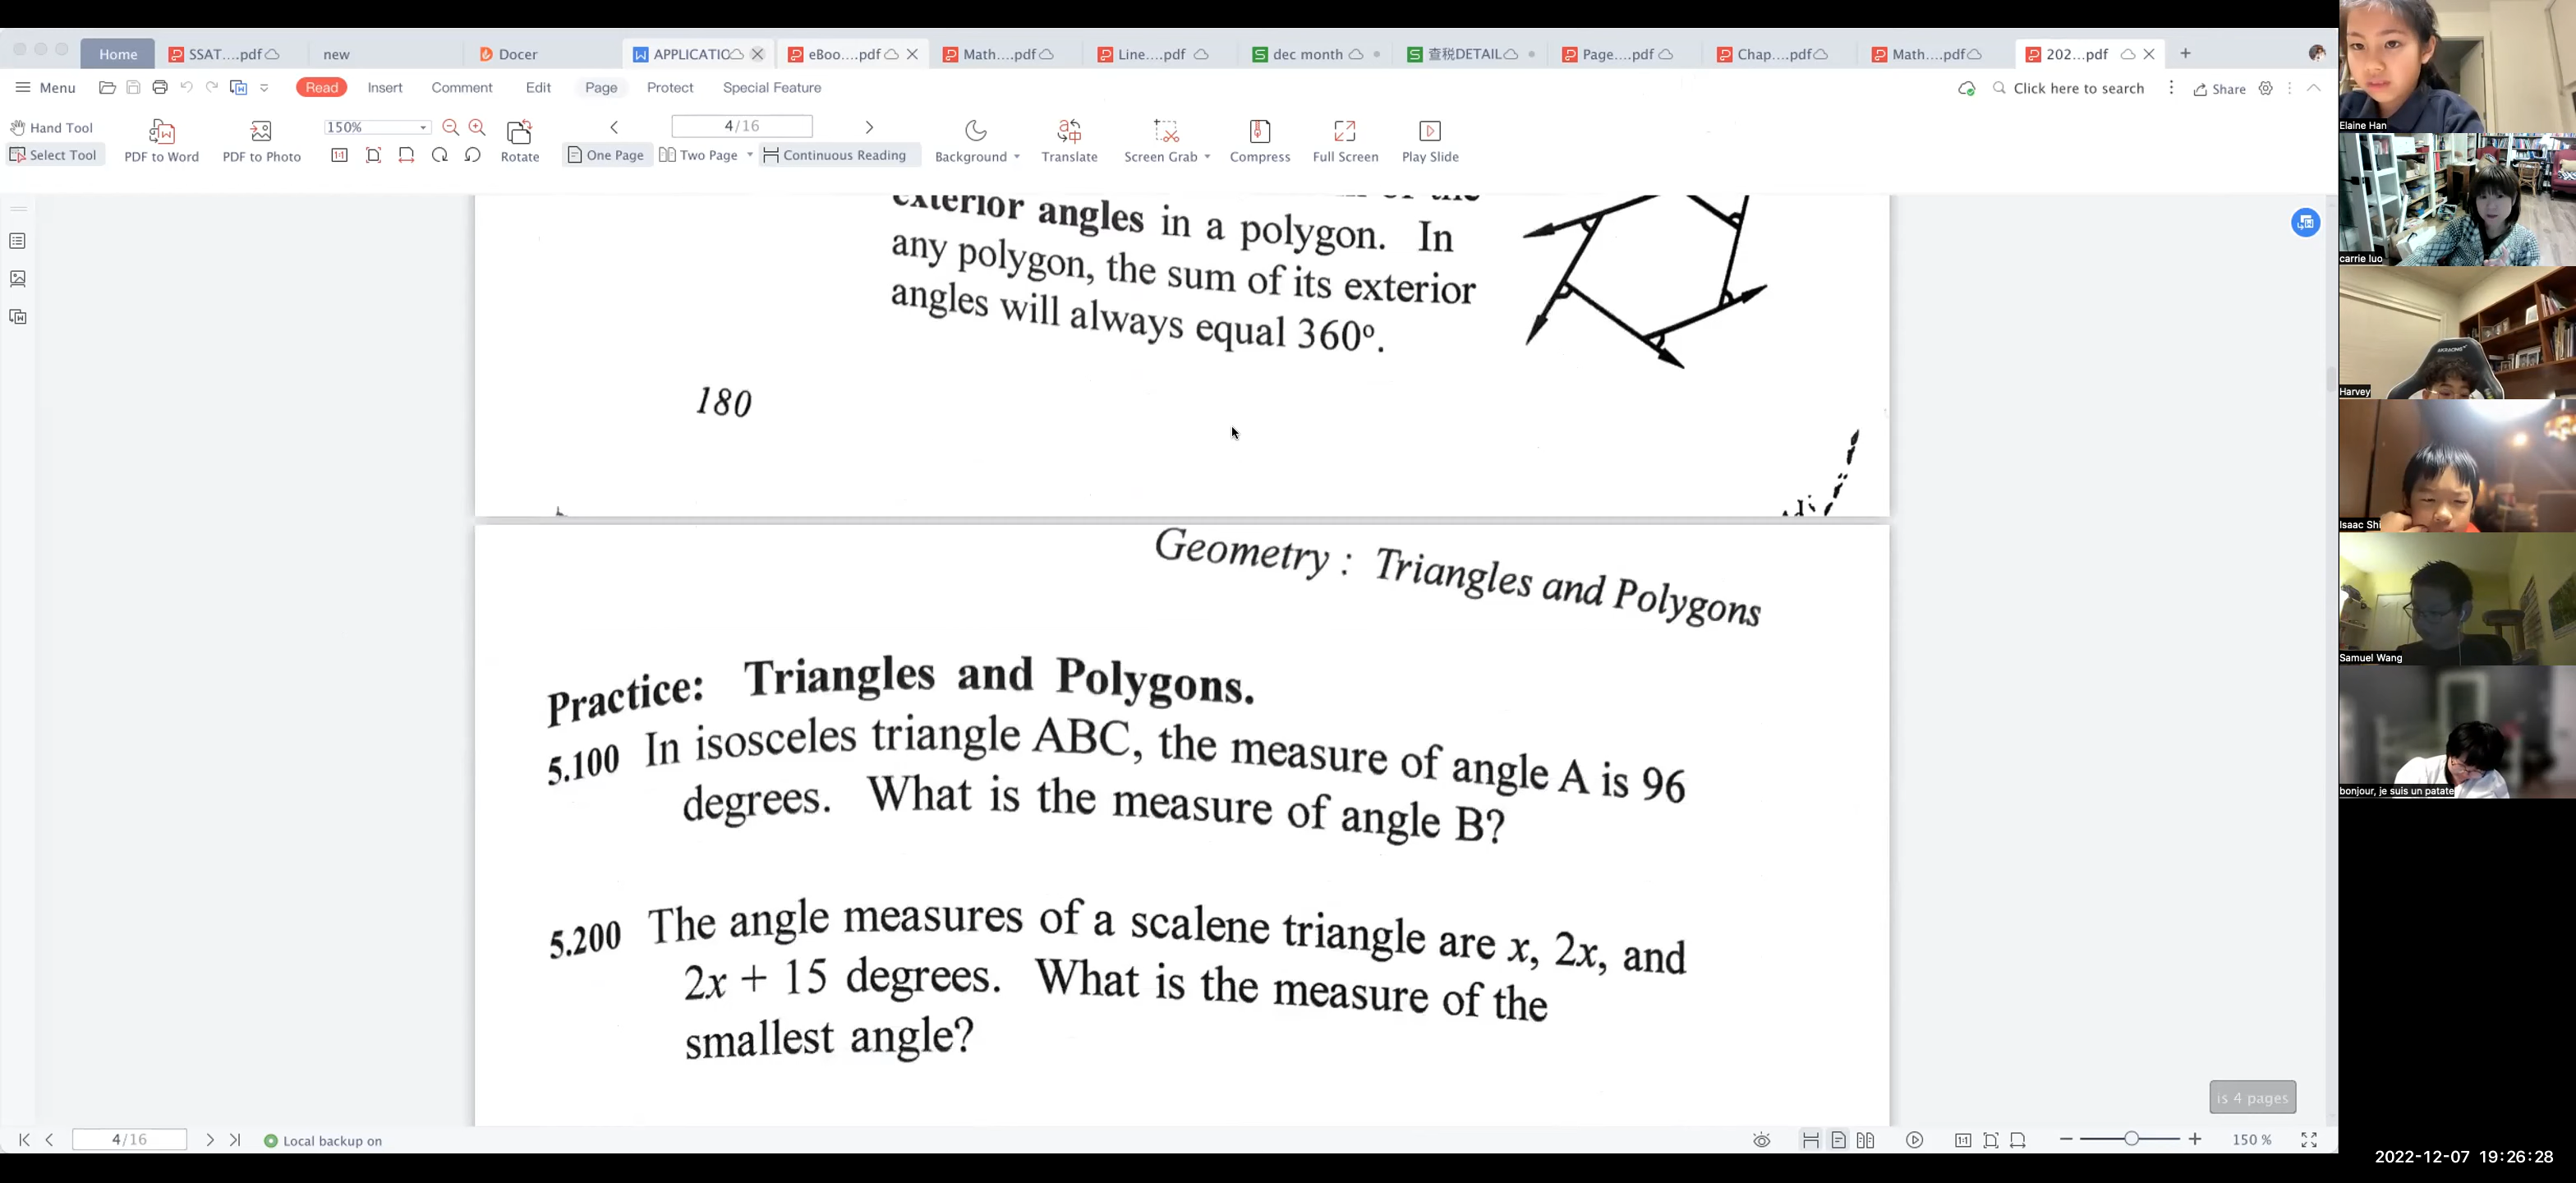 Home SSAT....pdf new Docer APPLICATIC eBoo....pdf Math....pdf Line....pdf dec month 查税DETAIL Page....pdf Chap....pdf Math....pdf 202...pdf
Menu Read Insert Comment Edit Page Protect Special Feature Click here to search Share
Hand Tool 150% 4/16
Select Tool PDF to Word PDF to Photo 1:1 Rotate One Page Two Page Continuous Reading Background Translate Screen Grab Compress Full Screen Play Slide
exterior angles in a polygon. In
any polygon, the sum of its exterior
angles will always equal 360º.
180
Geometry : Triangles and Polygons
Practice: Triangles and Polygons.
5.100 In isosceles triangle ABC, the measure of angle A is 96
degrees. What is the measure of angle B?
5.200 The angle measures of a scalene triangle are x, 2x, and
2x + 15 degrees. What is the measure of the
smallest angle?
is 4 pages
4/16 Local backup on 1:1 150 %
Elaine Han
carrie luo
AKRACING
Harvey
Isaac Shi
Samuel Wang
bonjour, je suis un patate
2022-12-07 19:26:28